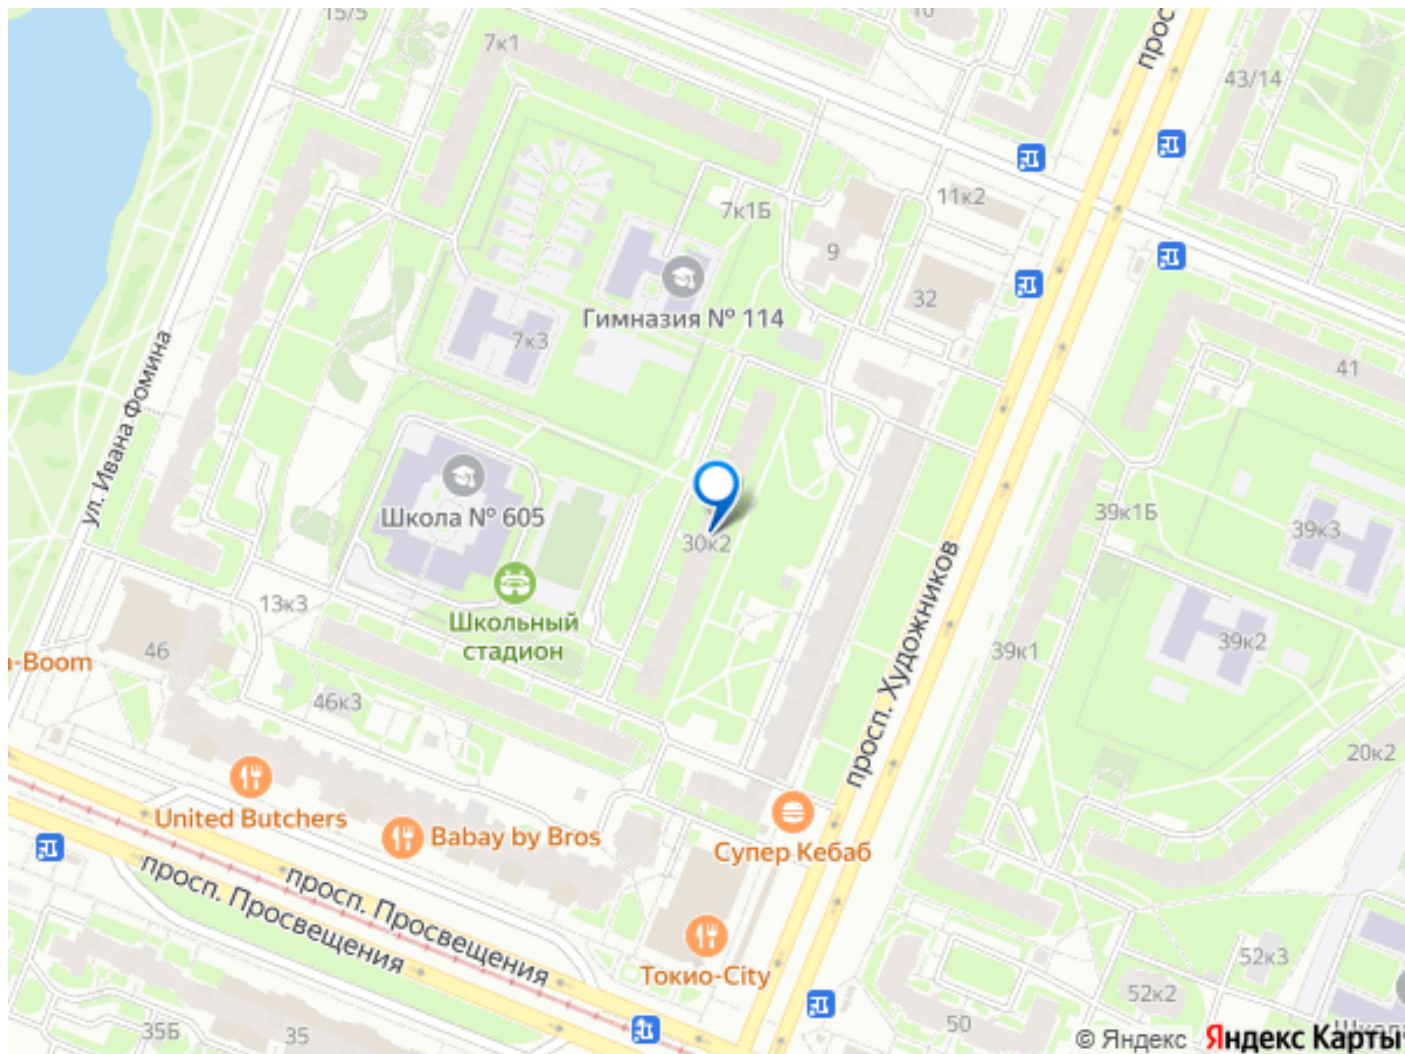 15/5
10
7к1
прос
43/14
11к2
7к1Б
9
32
Гимназия № 114
7к3
41
ул. Ивана Фомина
Школа № 605
39к1Б
39к3
30к2
13к3
Школьный
стадион
просп. Художников
39к1
39к2
46
-Boom
46к3
20к2
United Butchers
Babay by Bros
Супер Кебаб
просп. Просвещения
просп. Просвещения
Токио-City
52к3
52к2
50
35Б
35
© Яндекс
Яндекс Карты